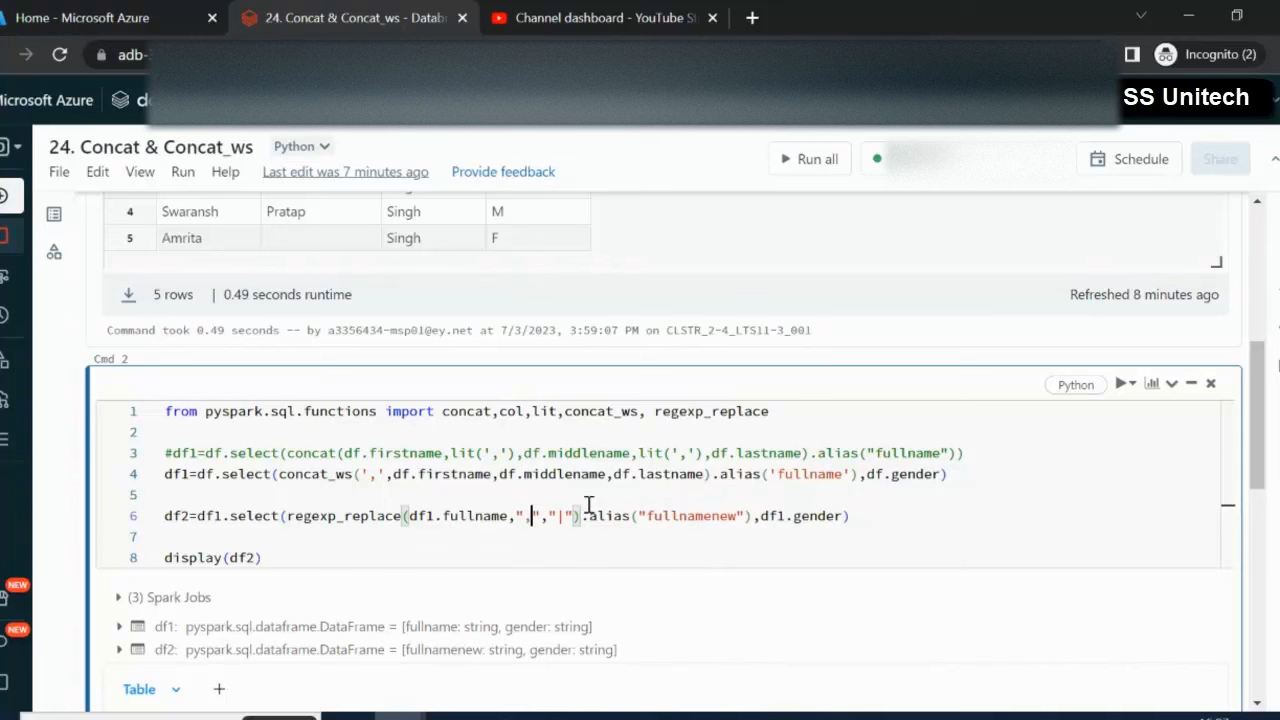 Home - Microsoft Azure
24. Concat & Concat_ws - Datab
Channel dashboard - YouTube S
adb-
Incognito (2)
Microsoft Azure
SS Unitech
24. Concat & Concat_ws
Python
File Edit View Run Help Last edit was 7 minutes ago Provide feedback
Run all
Schedule
Share
4 Swaransh Pratap Singh M
5 Amrita Singh F
5 rows | 0.49 seconds runtime
Refreshed 8 minutes ago
Command took 0.49 seconds -- by a3356434-msp01@ey.net at 7/3/2023, 3:59:07 PM on CLSTR_2-4_LTS11-3_001
Cmd 2
Python
1 from pyspark.sql.functions import concat,col,lit,concat_ws, regexp_replace
2
3 #df1=df.select(concat(df.firstname,lit(','),df.middlename,lit(','),df.lastname).alias("fullname"))
4 df1=df.select(concat_ws(',',df.firstname,df.middlename,df.lastname).alias('fullname'),df.gender)
5
6 df2=df1.select(regexp_replace(df1.fullname,",","|").alias("fullnamenew"),df1.gender)
7
8 display(df2)
(3) Spark Jobs
df1: pyspark.sql.dataframe.DataFrame = [fullname: string, gender: string]
NEW
df2: pyspark.sql.dataframe.DataFrame = [fullnamenew: string, gender: string]
NEW
Table +